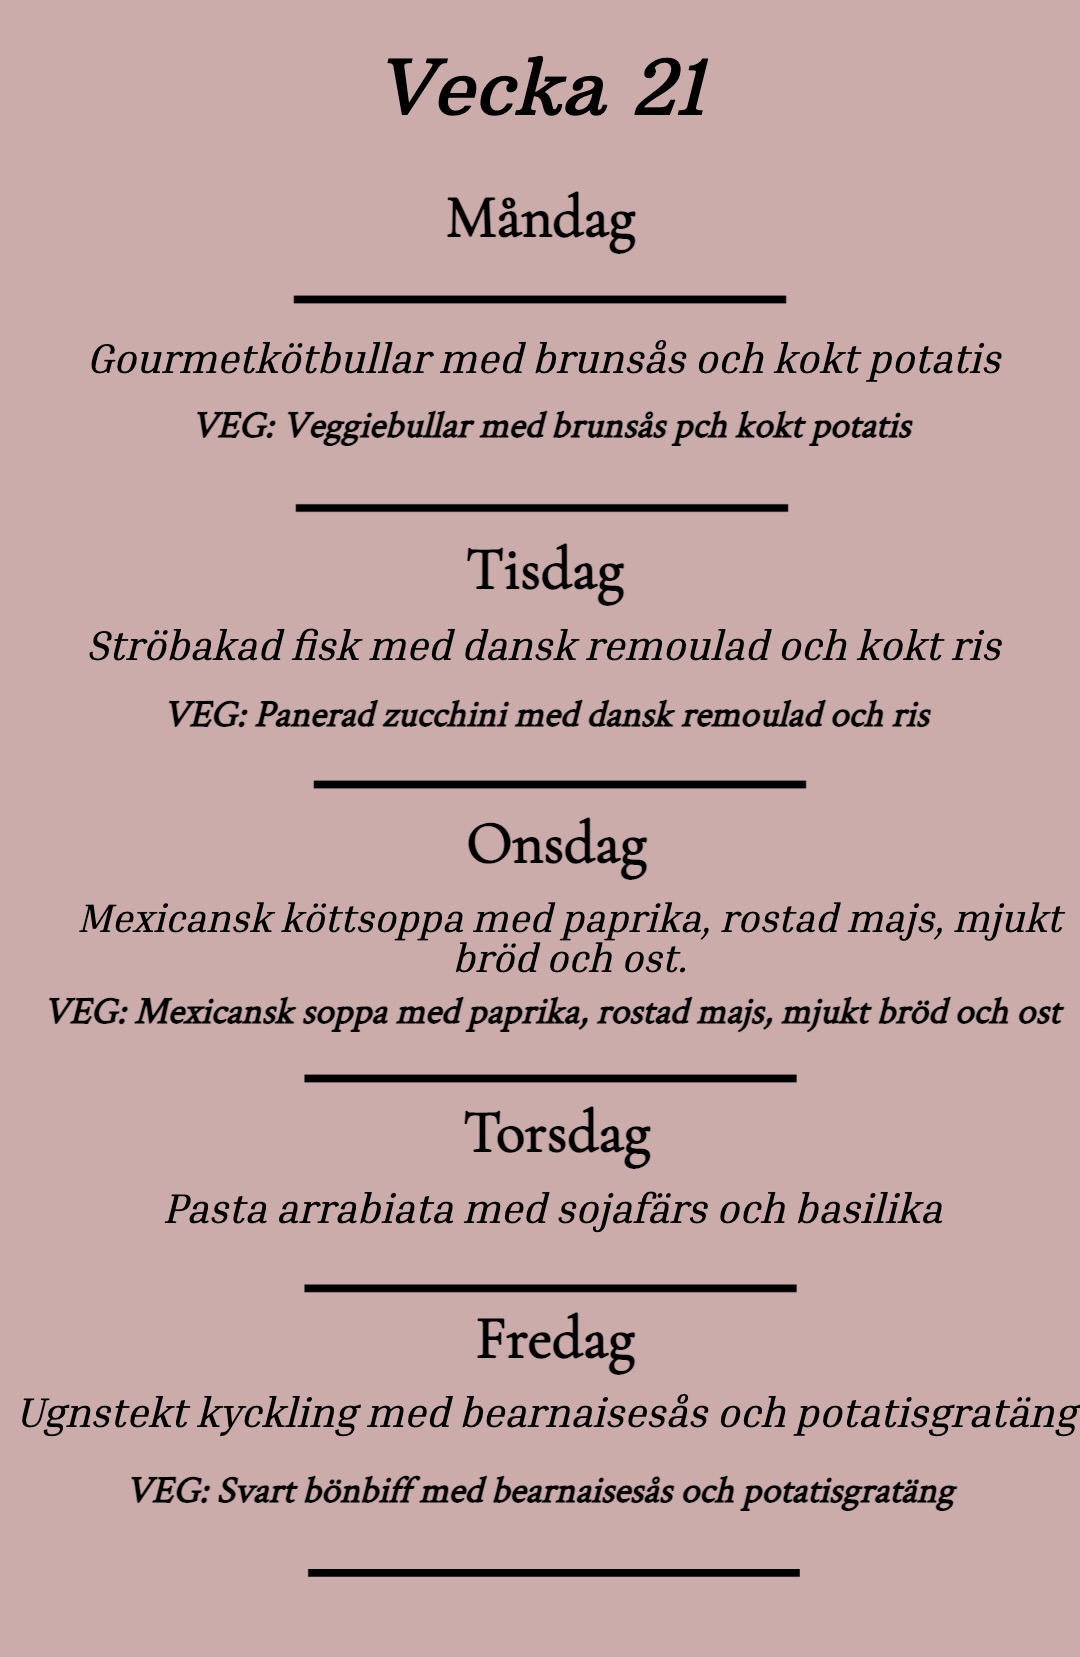 Vecka 21
Måndag
Gourmetkötbullar med brunsås och kokt potatis
VEG: Veggiebullar med brunsås pch kokt potatis
Tisdag
Ströbakad fisk med dansk remoulad och kokt ris
VEG: Panerad zucchini med dansk remoulad och ris
Onsdag
Mexicansk köttsoppa med paprika, rostad majs, mjukt
bröd och ost.
VEG: Mexicansk soppa med paprika, rostad majs, mjukt bröd och ost
Torsdag
Pasta arrabiata med sojafärs och basilika
Fredag
Ugnstekt kyckling med bearnaisesås och potatisgratäng
VEG: Svart bönbiff med bearnaisesås och potatisgratäng